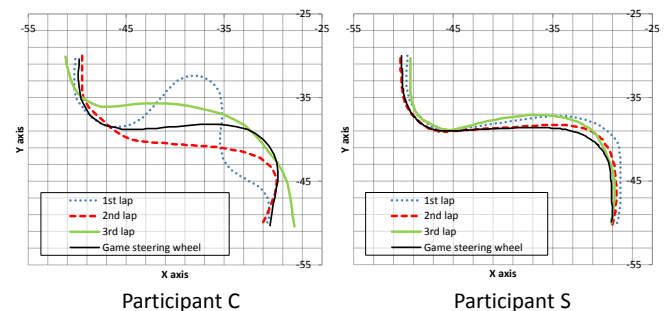 -55 -45 -35 -25
-25
-35
-45
-55
Y axis
1st lap
2nd lap
3rd lap
Game steering wheel
X axis
Participant C
-55 -45 -35 -25
-25
-35
-45
-55
Y axis
1st lap
2nd lap
3rd lap
Game steering wheel
X axis
Participant S